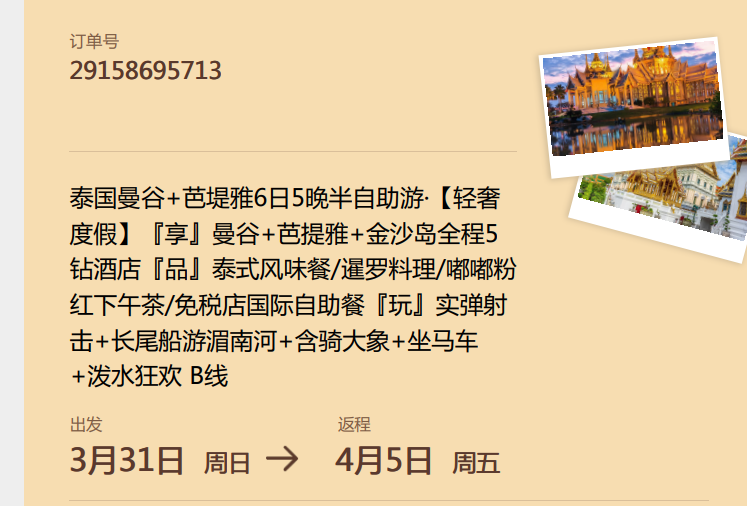 订单号
29158695713
泰国曼谷+芭堤雅6日5晚半自助游·【轻奢
度假】『享』曼谷+芭提雅+金沙岛全程5
钻酒店『品』泰式风味餐/暹罗料理/嘟嘟粉
红下午茶/免税店国际自助餐『玩』实弹射
击+长尾船游湄南河+含骑大象+坐马车
+泼水狂欢 B线
出发 返程
3月31日 周日 → 4月5日 周五